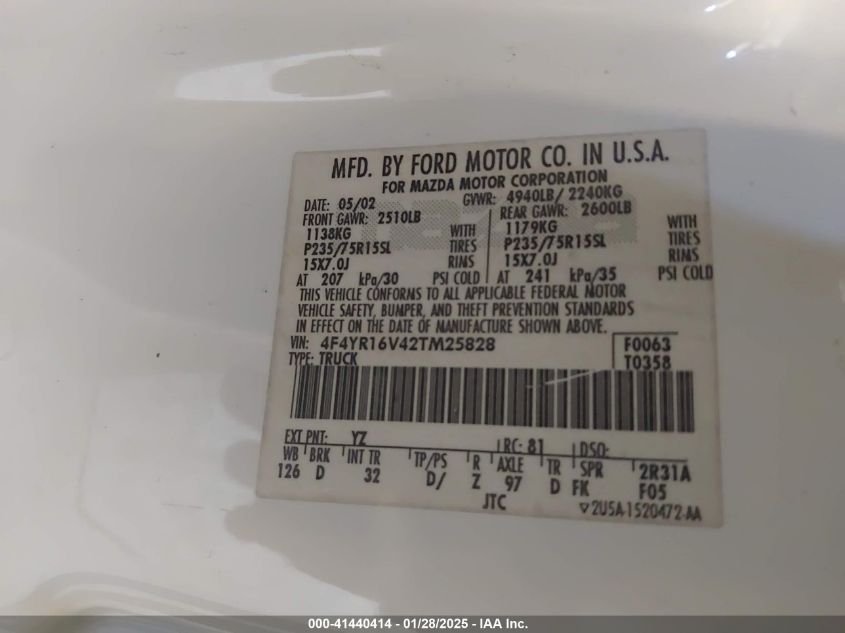 MFD. BY FORD MOTOR CO. IN U.S.A.
FOR MAZDA MOTOR CORPORATION
DATE: 05/02 GVWR: 4940LB/ 2240KG
FRONT GAWR: 2510LB REAR GAWR: 2600LB
1138KG WITH 1179KG WITH
P235/75R15SL TIRES P235/75R15SL TIRES
15X7.0J RIMS 15X7.0J RIMS
AT 207 kPa/30 PSI COLD AT 241 kPa/35 PSI COLD
THIS VEHICLE CONFORMS TO ALL APPLICABLE FEDERAL MOTOR
VEHICLE SAFETY, BUMPER, AND THEFT PREVENTION STANDARDS
IN EFFECT ON THE DATE OF MANUFACTURE SHOWN ABOVE.
VIN: 4F4YR16V42TM25828 F0063
TYPE: TRUCK T0358
EXT PNT: YZ RC: 81 DSO:
WB BRK INT TR TP/PS R AXLE TR SPR 2R31A
126 D 32 D/ Z 97 D FK F05
JTC 2U5A-1520472-AA
000-41440414 - 01/28/2025 - IAA Inc.